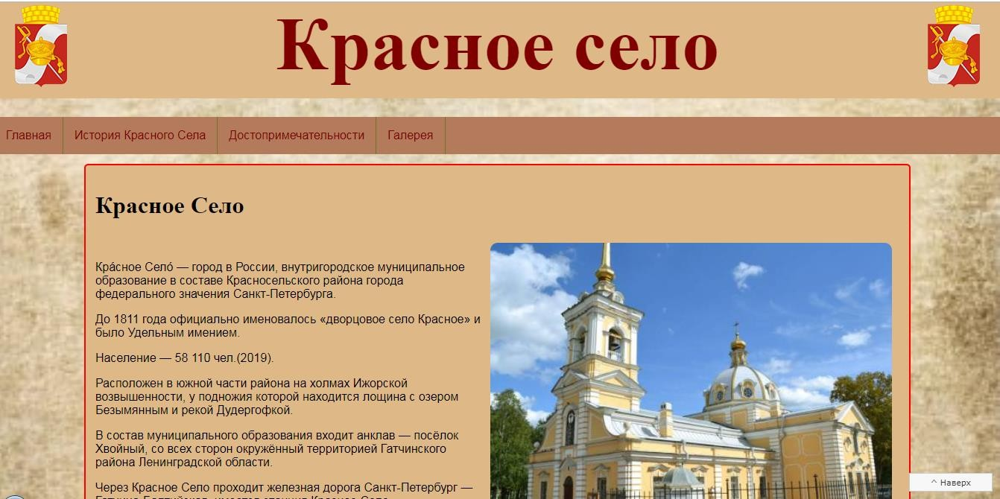 Красное село
Главная
История Красного Села
Достопримечательности
Галерея
Красное Село
Кра́сное Село́ — город в России, внутригородское муниципальное
образование в составе Красносельского района города
федерального значения Санкт-Петербурга.
До 1811 года официально именовалось «дворцовое село Красное» и
было Удельным имением.
Население — 58 110 чел.(2019).
Расположен в южной части района на холмах Ижорской
возвышенности, у подножия которой находится лощина с озером
Безымянным и рекой Дудергофкой.
В состав муниципального образования входит анклав — посёлок
Хвойный, со всех сторон окружённый территорией Гатчинского
района Ленинградской области.
Через Красное Село проходит железная дорога Санкт-Петербург —
^ Наверх